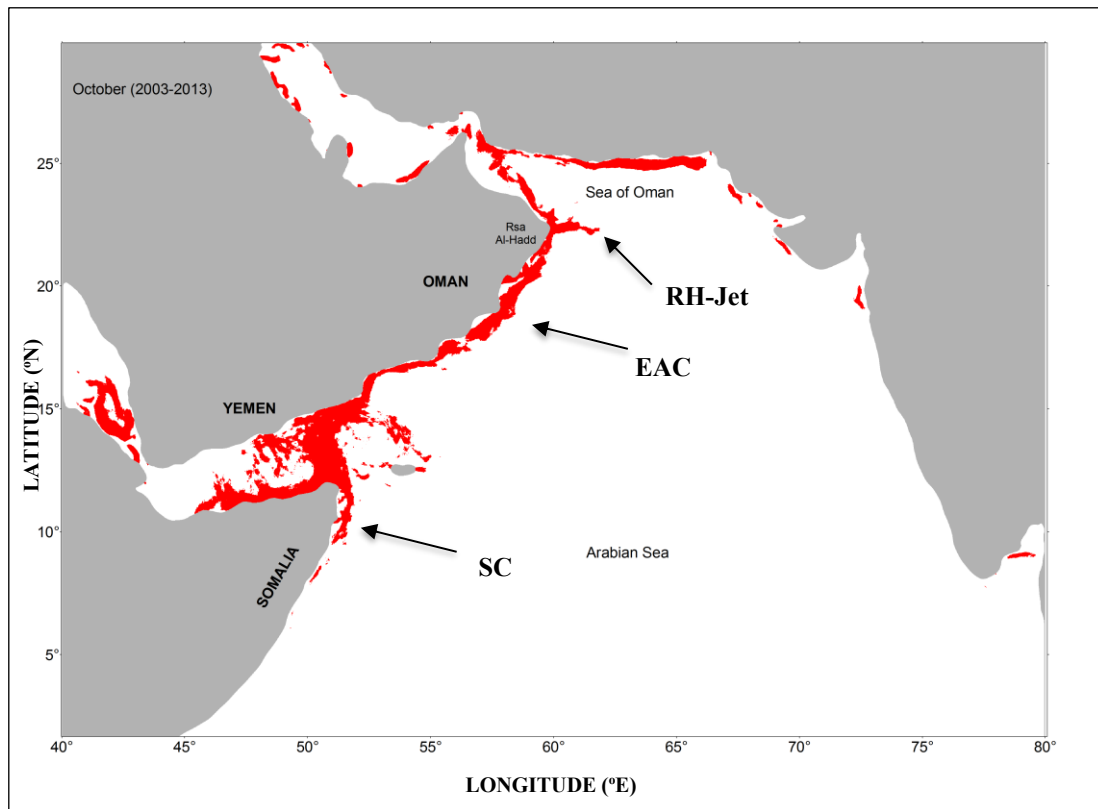 October (2003-2013)
25°
Sea of Oman
Rsa
Al-Hadd
RH-Jet
OMAN
20°
EAC
YEMEN
15°
LATITUDE (ºN)
10°
SC
Arabian Sea
SOMALIA
5°
40°
45°
50°
55°
60°
65°
70°
75°
80°
LONGITUDE (ºE)